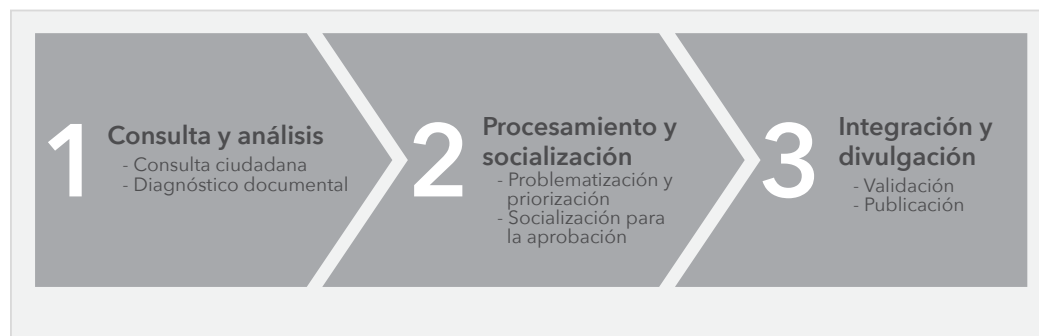 1
Consulta y análisis
- Consulta ciudadana
- Diagnóstico documental
2
Procesamiento y
socialización
- Problematización y
priorización
- Socialización para
la aprobación
3
Integración y
divulgación
- Validación
- Publicación